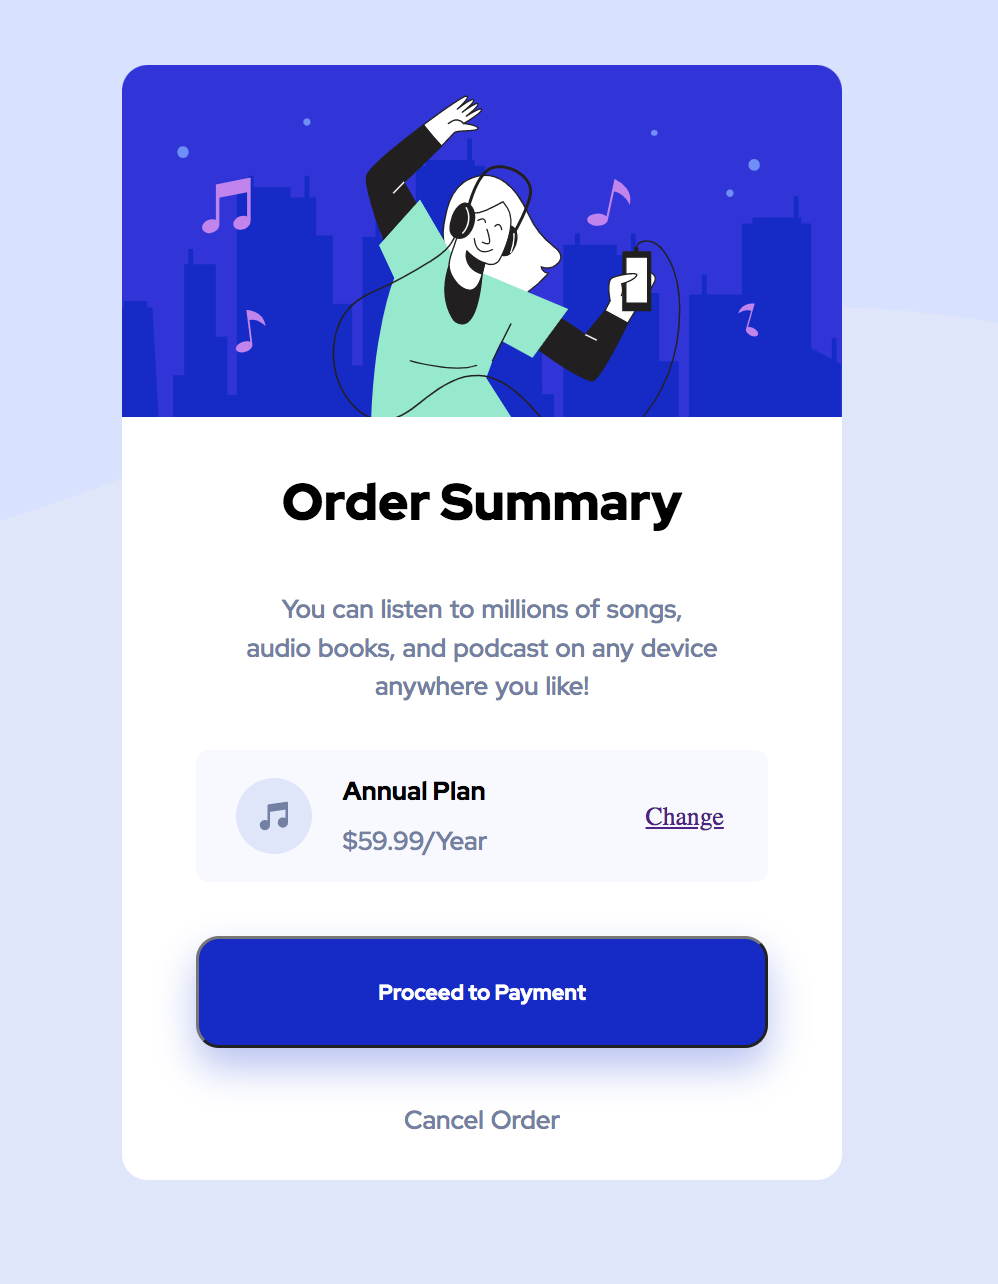 Order Summary
You can listen to millions of songs,
audio books, and podcast on any device
anywhere you like!
Annual Plan
$59.99/Year
Change
Proceed to Payment
Cancel Order